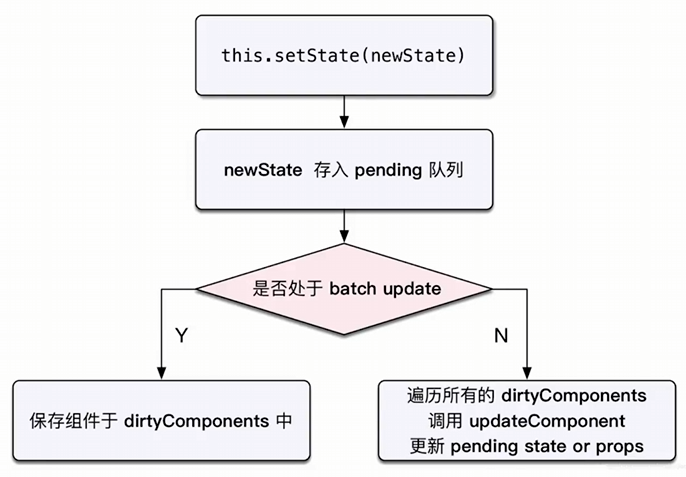 this.setState(newState)
newState 存入 pending 队列
是否处于 batch update
Y
N
保存组件于 dirtyComponents 中
遍历所有的 dirtyComponents
调用 updateComponent
更新 pending state or props